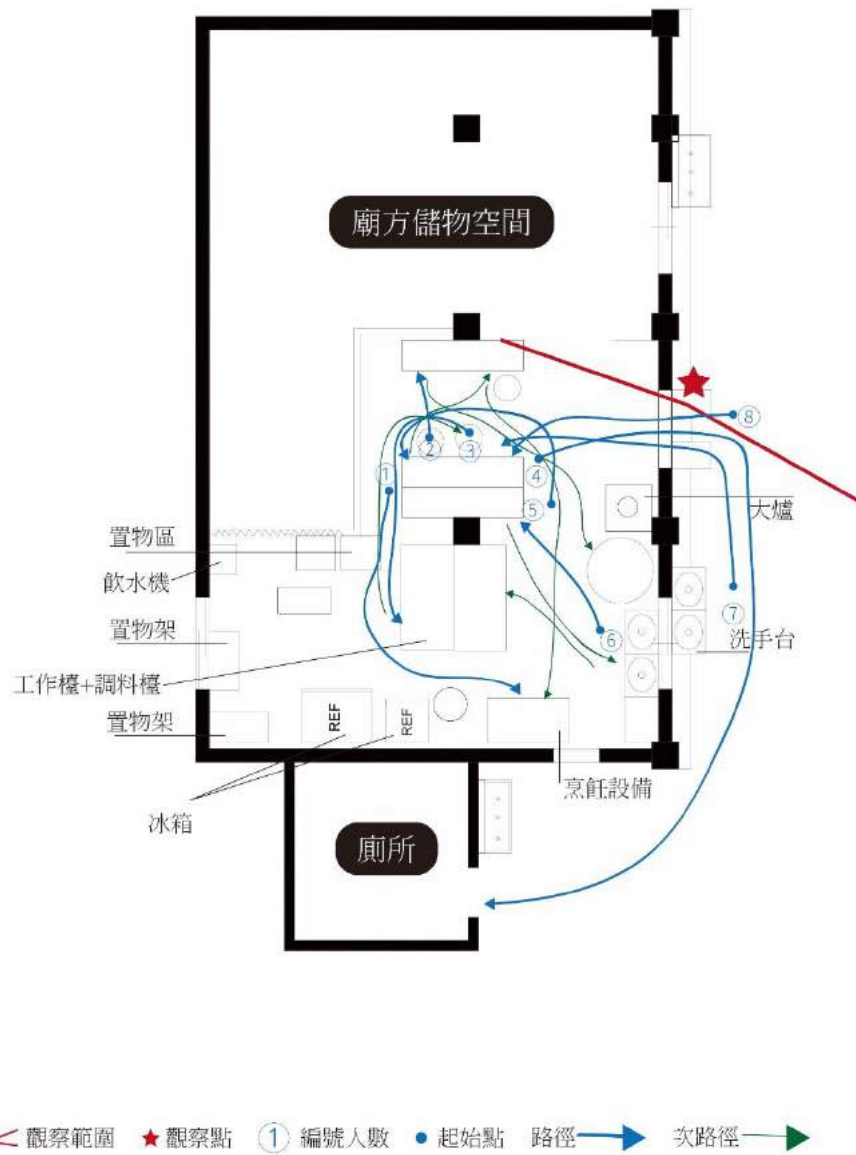 廟方儲物空間
⑧
②
③
①
④
⑤
大爐
置物區
飲水機
⑦
置物架
⑥
洗手台
工作檯+調料檯
置物架
REF
REF
烹飪設備
冰箱
廁所
觀察範圍 觀察點 ① 編號人數 起始點 路徑 次路徑